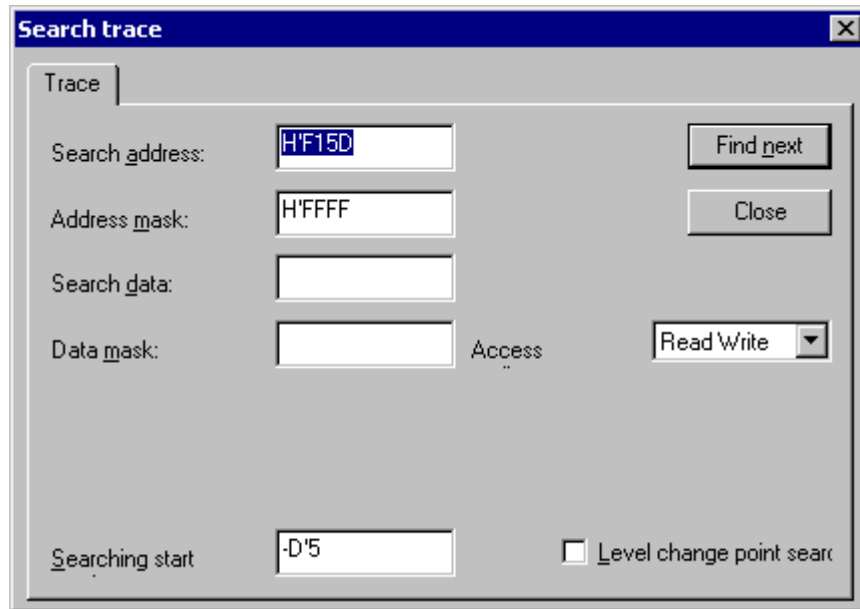 Search trace
Trace
Search address: H'F15D Find next
Address mask: H'FFFF Close
Search data:
Data mask: Access Read Write
Searching start -D'5 Level change point